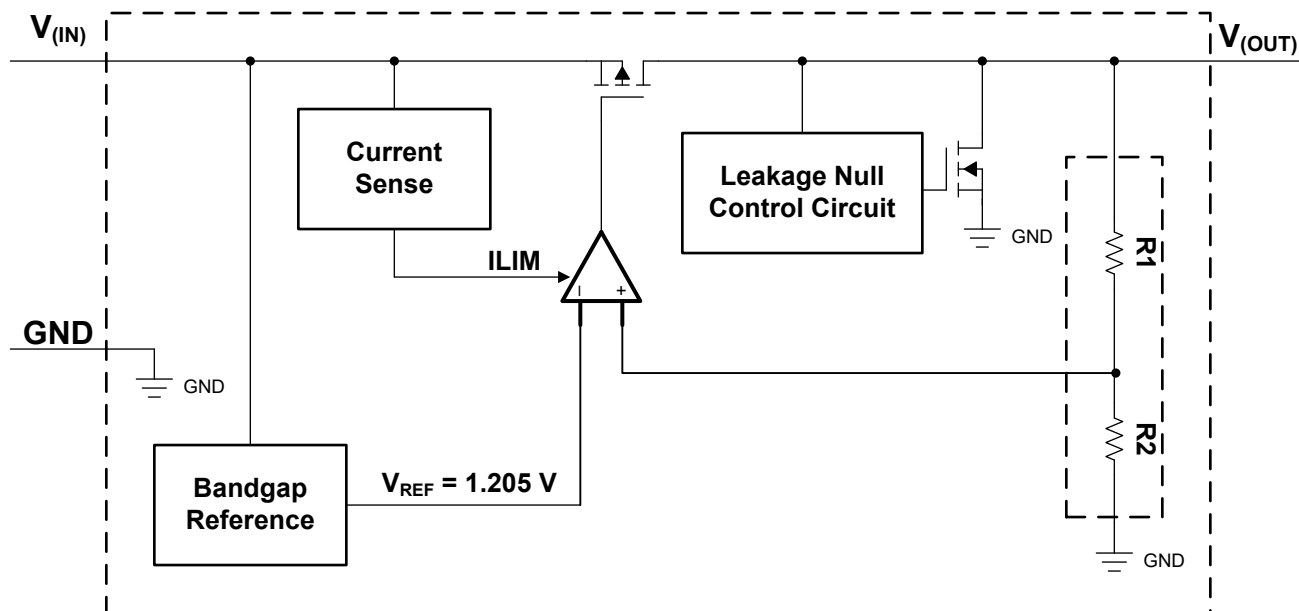 V(IN)
V(OUT)
Current
Sense
Leakage Null
Control Circuit
GND
R1
ILIM
- +
GND
GND
R2
VREF = 1.205 V
Bandgap
Reference
GND